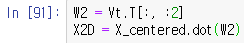 In [91]: W2 = Vt.T[:, :2]
X2D = X_centered.dot(W2)